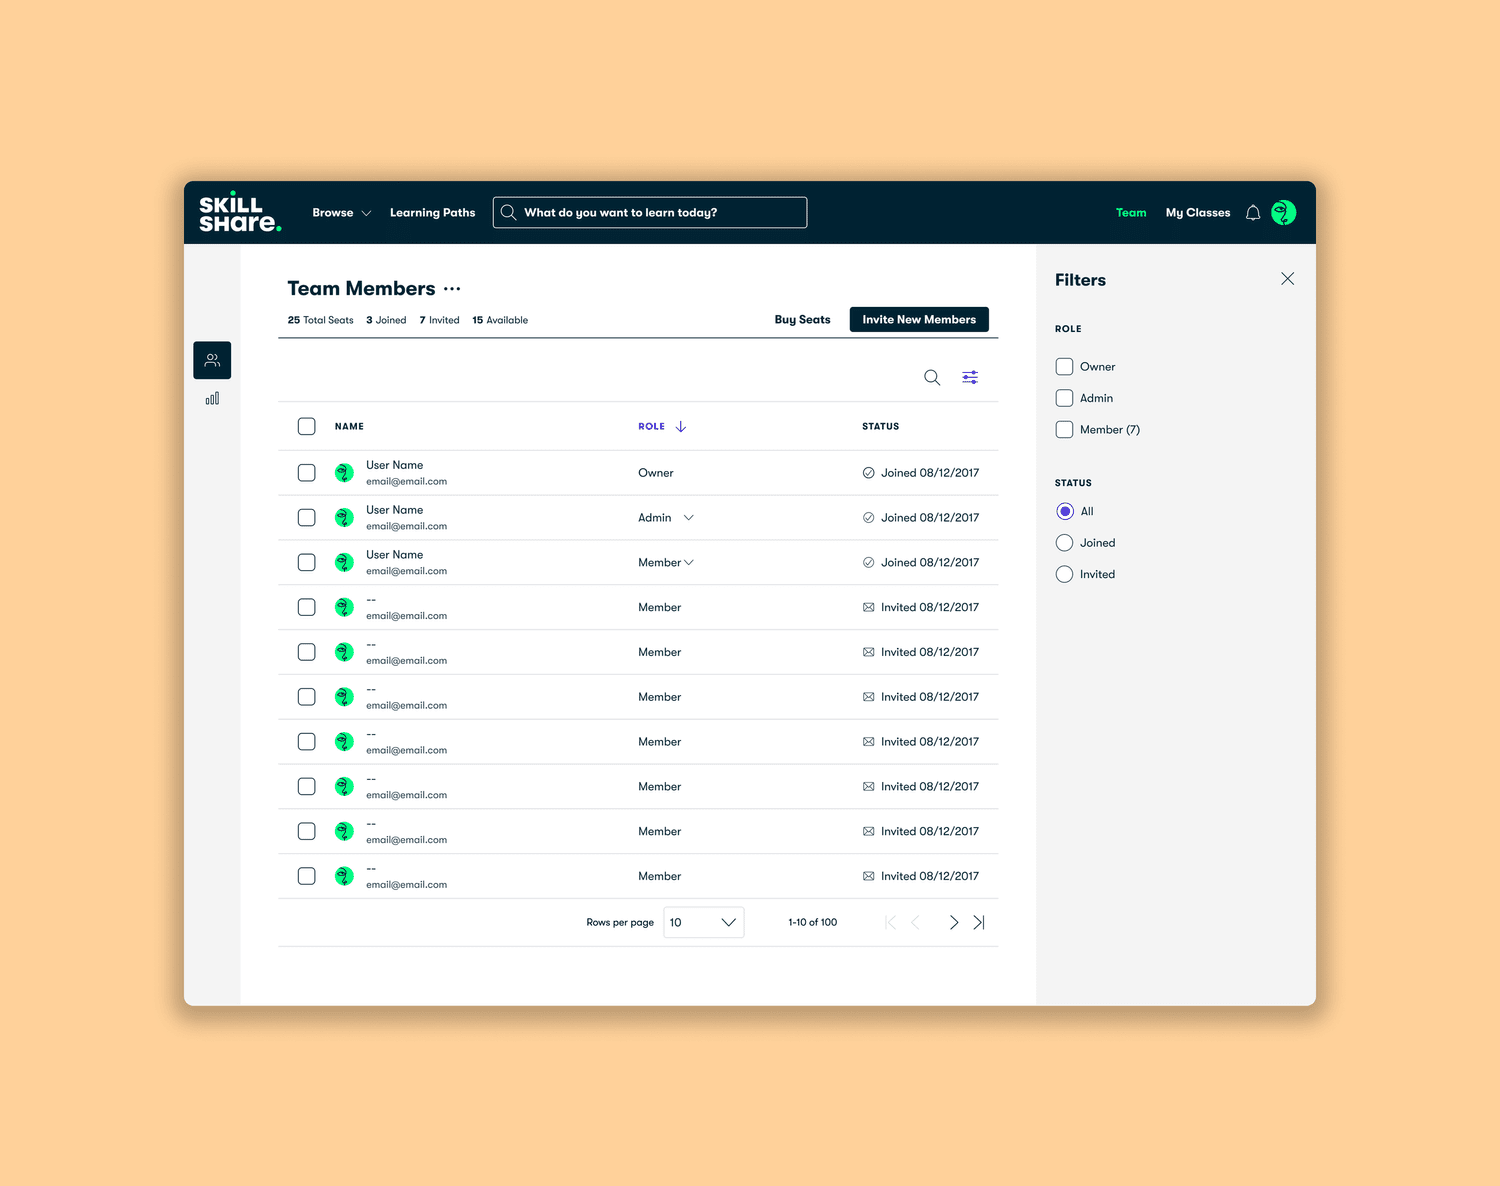 SKILL
SHare.
Browse
Learning Paths
What do you want to learn today?
Team
My Classes
Team Members ···
25 Total Seats 3 Joined 7 Invited 15 Available
Buy Seats
Invite New Members
NAME ROLE STATUS
User Name
email@email.com
Owner
Joined 08/12/2017
User Name
email@email.com
Admin
Joined 08/12/2017
User Name
email@email.com
Member
Joined 08/12/2017
--
email@email.com
Member
Invited 08/12/2017
--
email@email.com
Member
Invited 08/12/2017
--
email@email.com
Member
Invited 08/12/2017
--
email@email.com
Member
Invited 08/12/2017
--
email@email.com
Member
Invited 08/12/2017
--
email@email.com
Member
Invited 08/12/2017
--
email@email.com
Member
Invited 08/12/2017
Rows per page 10 1-10 of 100
Filters
ROLE
Owner
Admin
Member (7)
STATUS
All
Joined
Invited